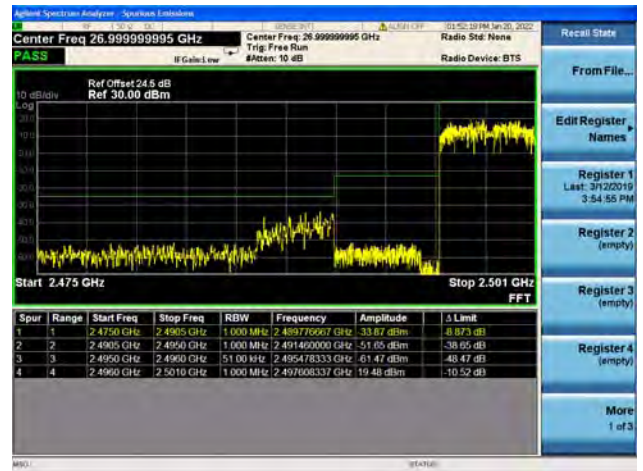 Agilent Spectrum Analyzer - Spurious Emissions
RF 50 Ω DC SENSE:INT ALIGN OFF 01:52:18 PM Jan 20, 2022
Center Freq 26.999999995 GHz
Center Freq: 26.999999995 GHz
Radio Std: None
Trig: Free Run
PASS
IFGain:Low
#Atten: 10 dB
Radio Device: BTS
Ref Offset 24.5 dB
10 dB/div Ref 30.00 dBm
Log
Start 2.475 GHz
Stop 2.501 GHz
FFT
Spur Range Start Freq Stop Freq RBW Frequency Amplitude Δ Limit
1 1 2.4750 GHz 2.4905 GHz 1.000 MHz 2.489776667 GHz -33.87 dBm -8.873 dB
2 2 2.4905 GHz 2.4950 GHz 1.000 MHz 2.491460000 GHz -51.65 dBm -38.65 dB
3 3 2.4950 GHz 2.4960 GHz 51.00 kHz 2.495478333 GHz -61.47 dBm -48.47 dB
4 4 2.4960 GHz 2.5010 GHz 1.000 MHz 2.497608337 GHz 19.48 dBm -10.52 dB
MSG
STATUS
Recall State
From File...
Edit Register
Names
Register 1
Last: 3/12/2019
3:54:55 PM
Register 2
(empty)
Register 3
(empty)
Register 4
(empty)
More
1 of 3